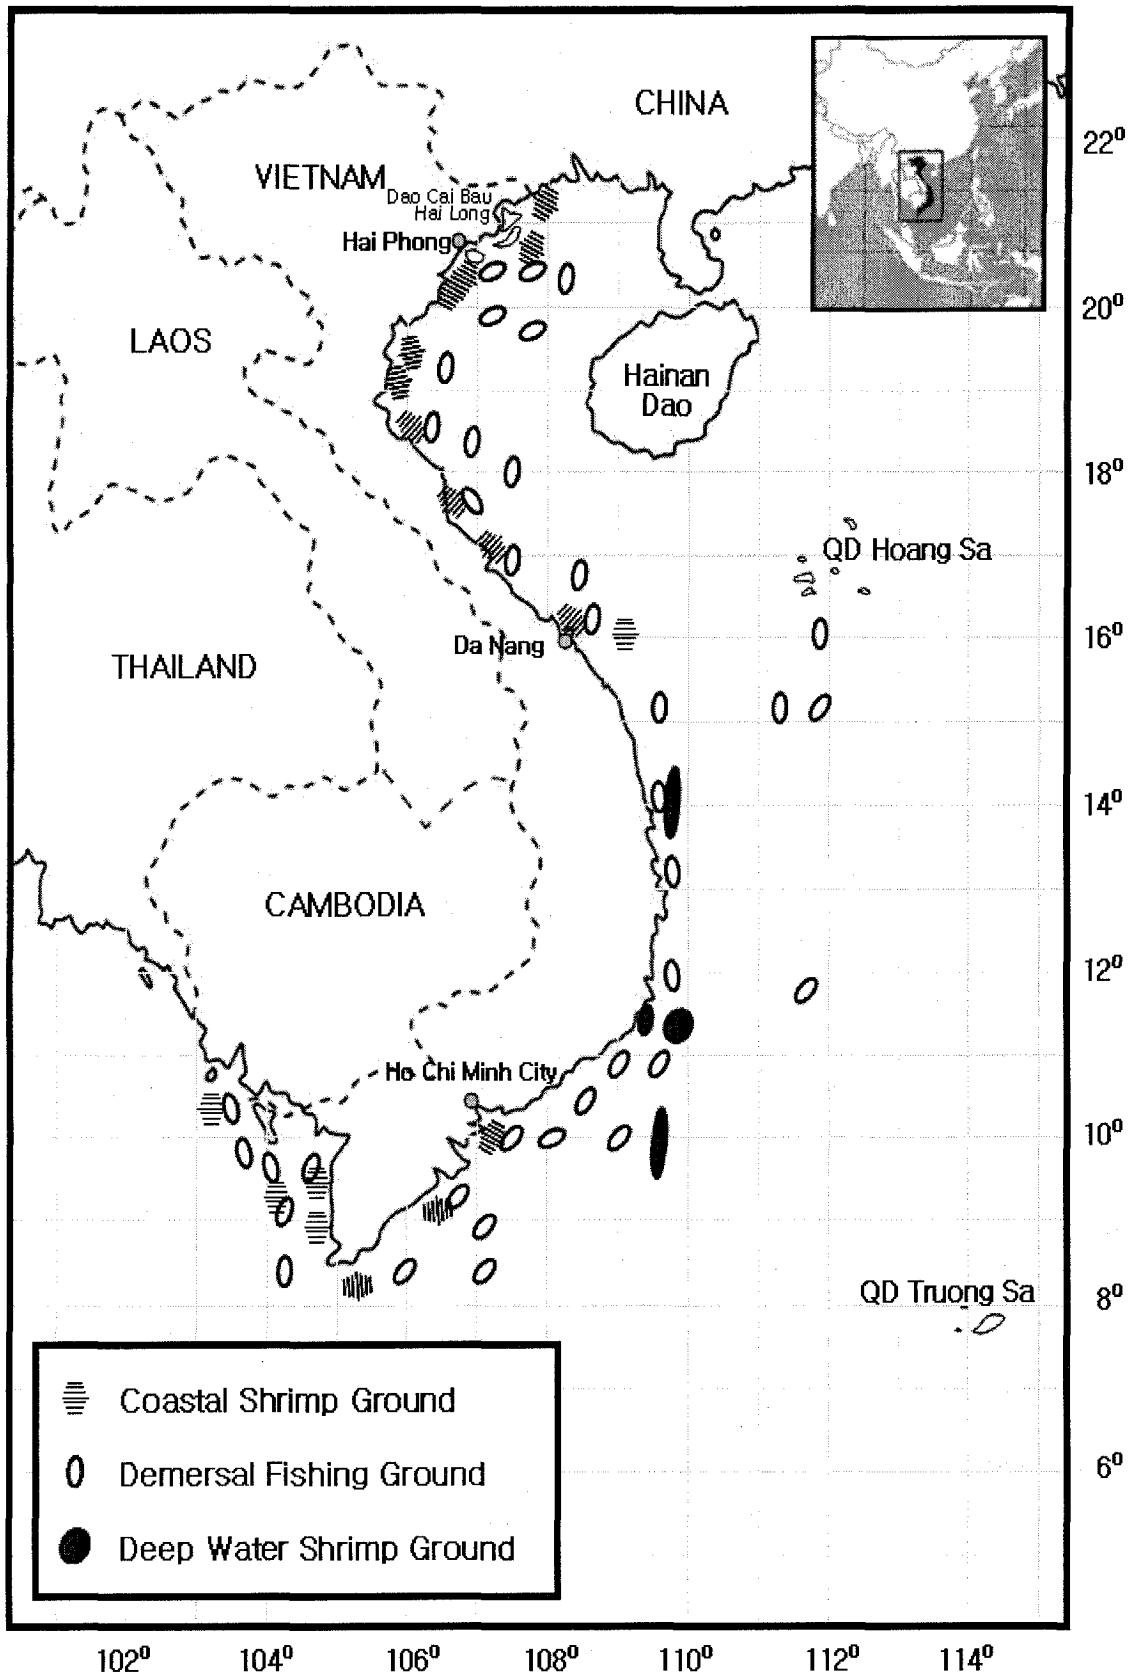 CHINA
22⁰
VIETNAM
Dao Cai Bau
Hai Long
Hai Phong
20⁰
LAOS
Hainan
Dao
18⁰
QD Hoang Sa
Da Nang
16⁰
THAILAND
14⁰
CAMBODIA
12⁰
Ho Chi Minh City
10⁰
QD Truong Sa
8⁰
Coastal Shrimp Ground
Demersal Fishing Ground
6⁰
Deep Water Shrimp Ground
102⁰ 104⁰ 106⁰ 108⁰ 110⁰ 112⁰ 114⁰